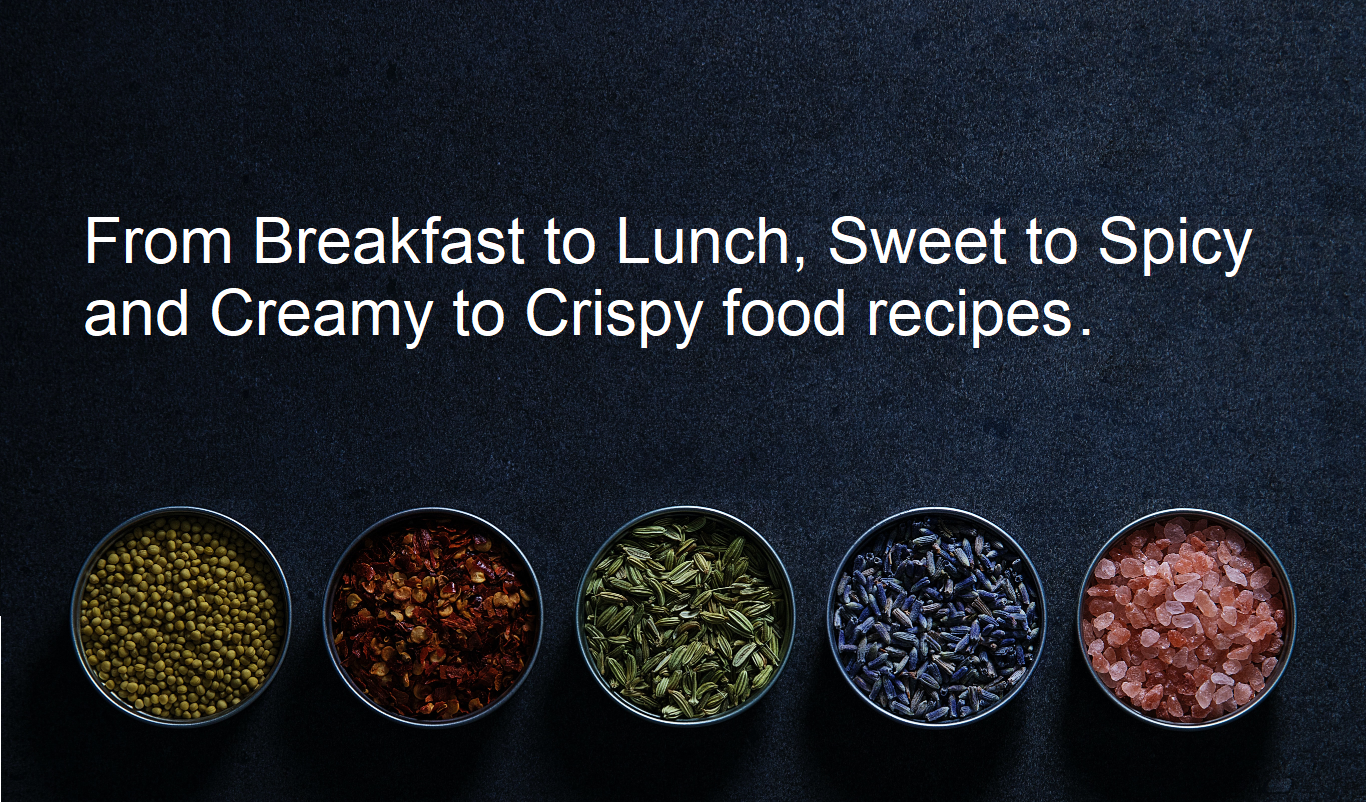 From Breakfast to Lunch, Sweet to Spicy
and Creamy to Crispy food recipes.